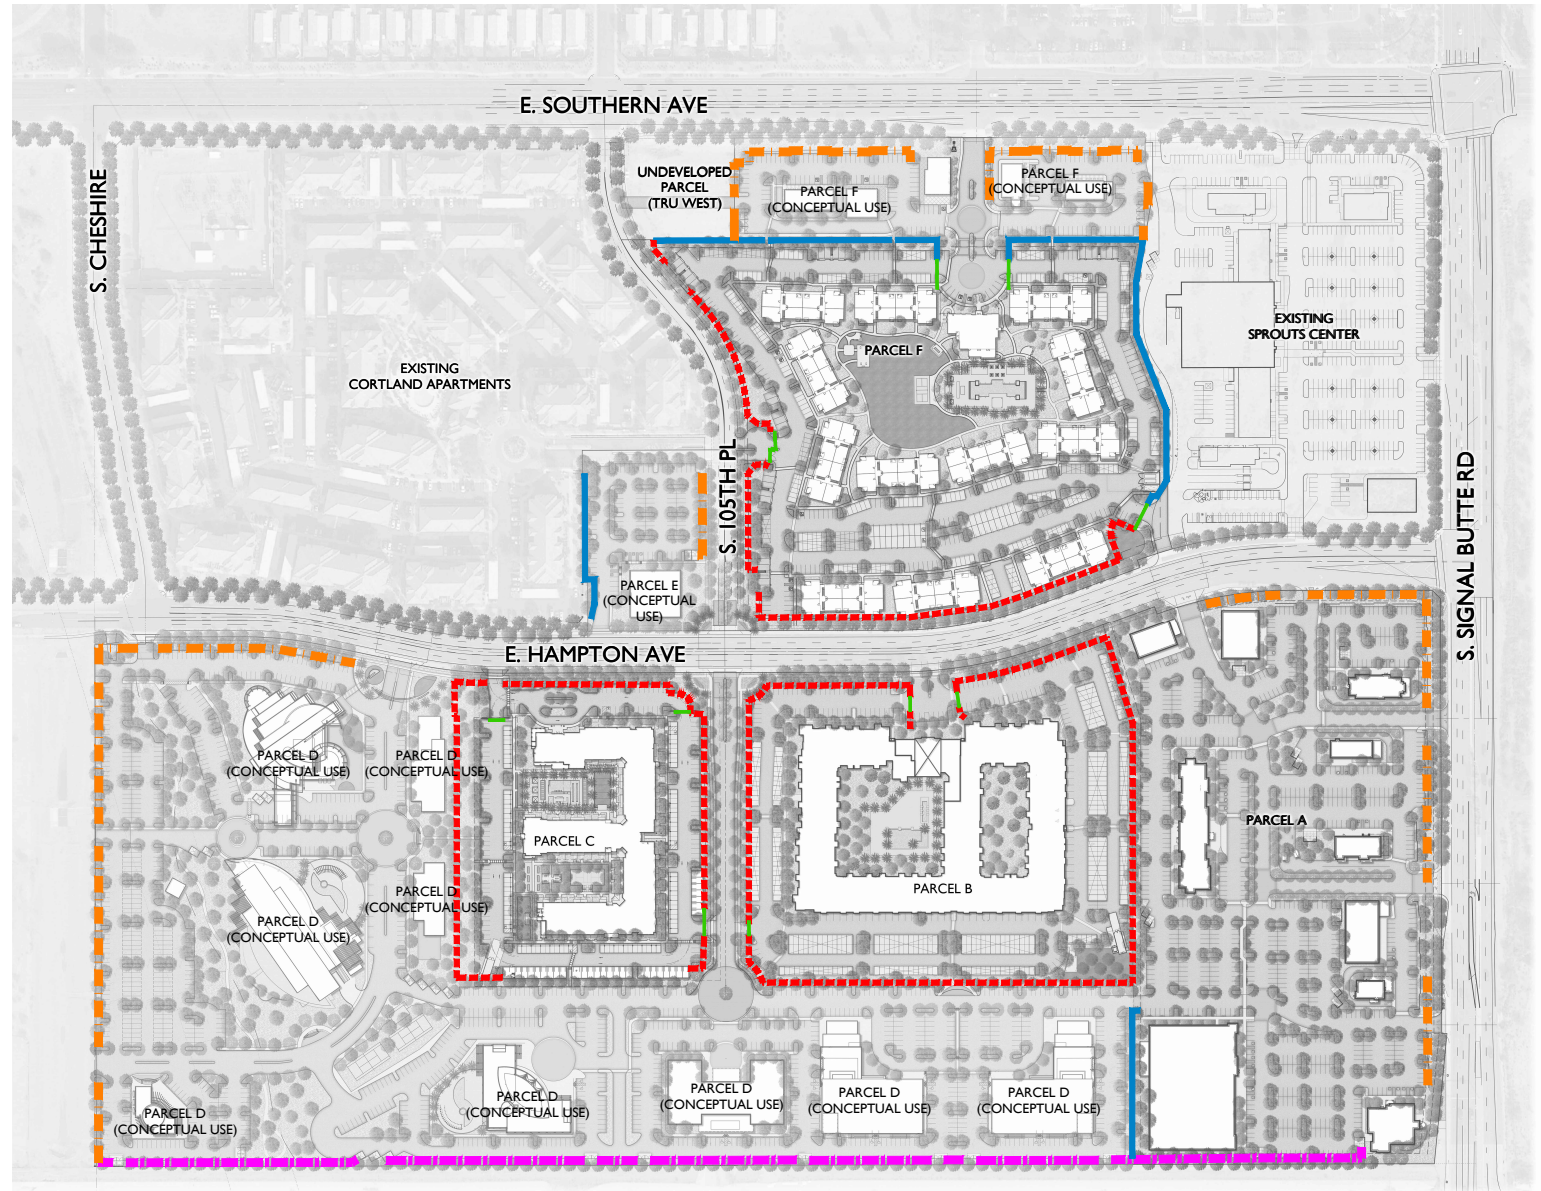 E. SOUTHERN AVE
S. CHESHIRE
UNDEVELOPED
PARCEL
(TRU WEST)
PARCEL F
(CONCEPTUAL USE)
PARCEL F
(CONCEPTUAL USE)
EXISTING
SPROUTS CENTER
PARCEL F
EXISTING
CORTLAND APARTMENTS
S. 105TH PL
S. SIGNAL BUTTE RD
PARCEL E
(CONCEPTUAL
USE)
E. HAMPTON AVE
PARCEL D
(CONCEPTUAL USE)
PARCEL D
(CONCEPTUAL USE)
PARCEL C
PARCEL B
PARCEL A
PARCEL D
(CONCEPTUAL USE)
PARCEL D
(CONCEPTUAL USE)
PARCEL D
(CONCEPTUAL USE)
PARCEL D
(CONCEPTUAL USE)
PARCEL D
(CONCEPTUAL USE)
PARCEL D
(CONCEPTUAL USE)
PARCEL D
(CONCEPTUAL USE)